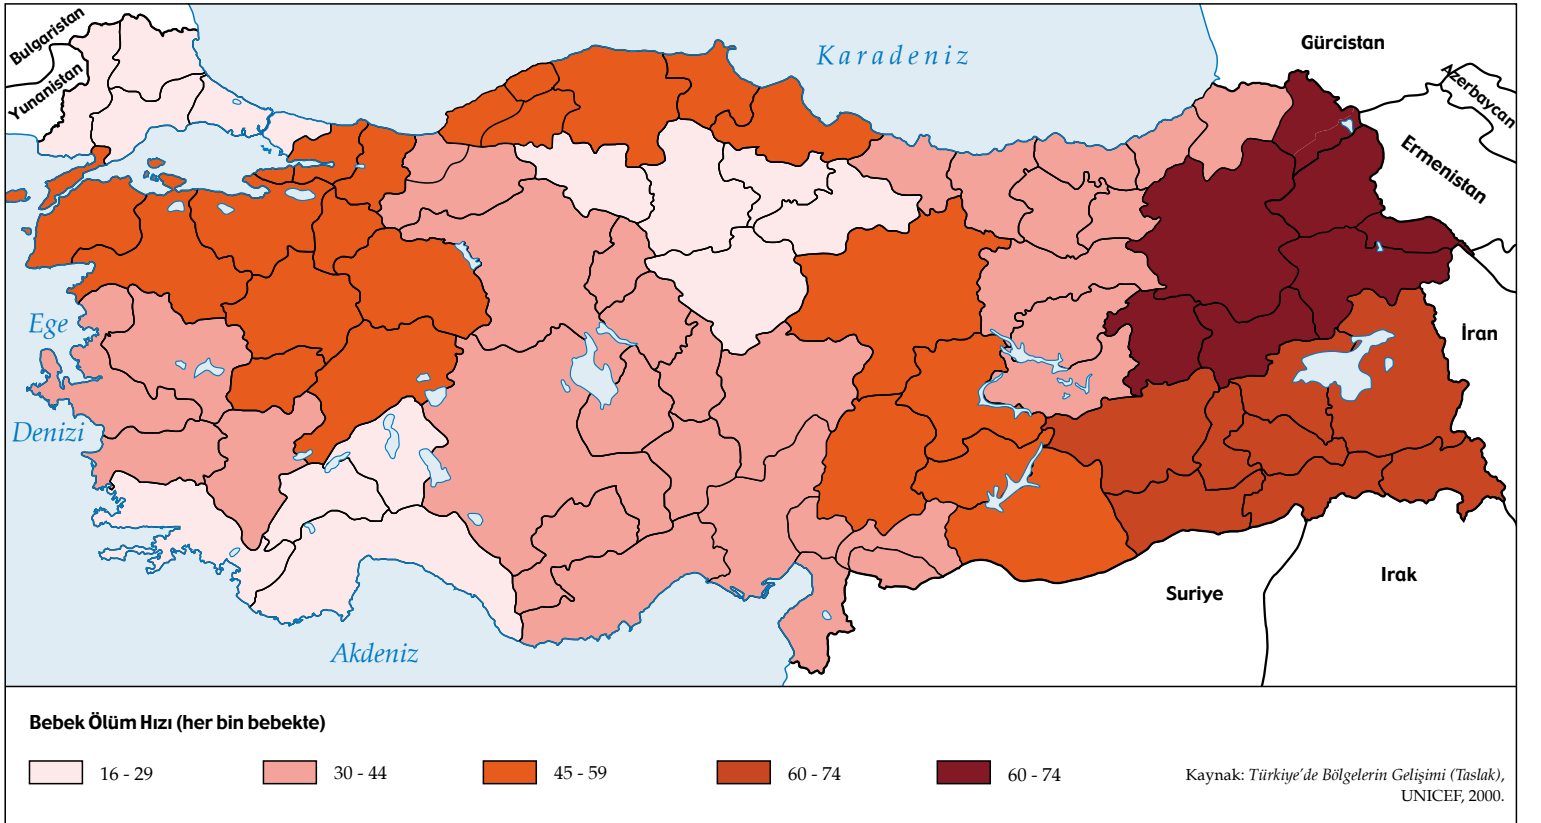 Bulgaristan
Yunanistan
Karadeniz
Gürcistan
Azerbaycan
Ermenistan
Ege
Denizi
İran
Akdeniz
Suriye
Irak
Bebek Ölüm Hızı (her bin bebekte)
16 - 29
30 - 44
45 - 59
60 - 74
60 - 74
Kaynak: Türkiye'de Bölgelerin Gelişimi (Taslak),
UNICEF, 2000.